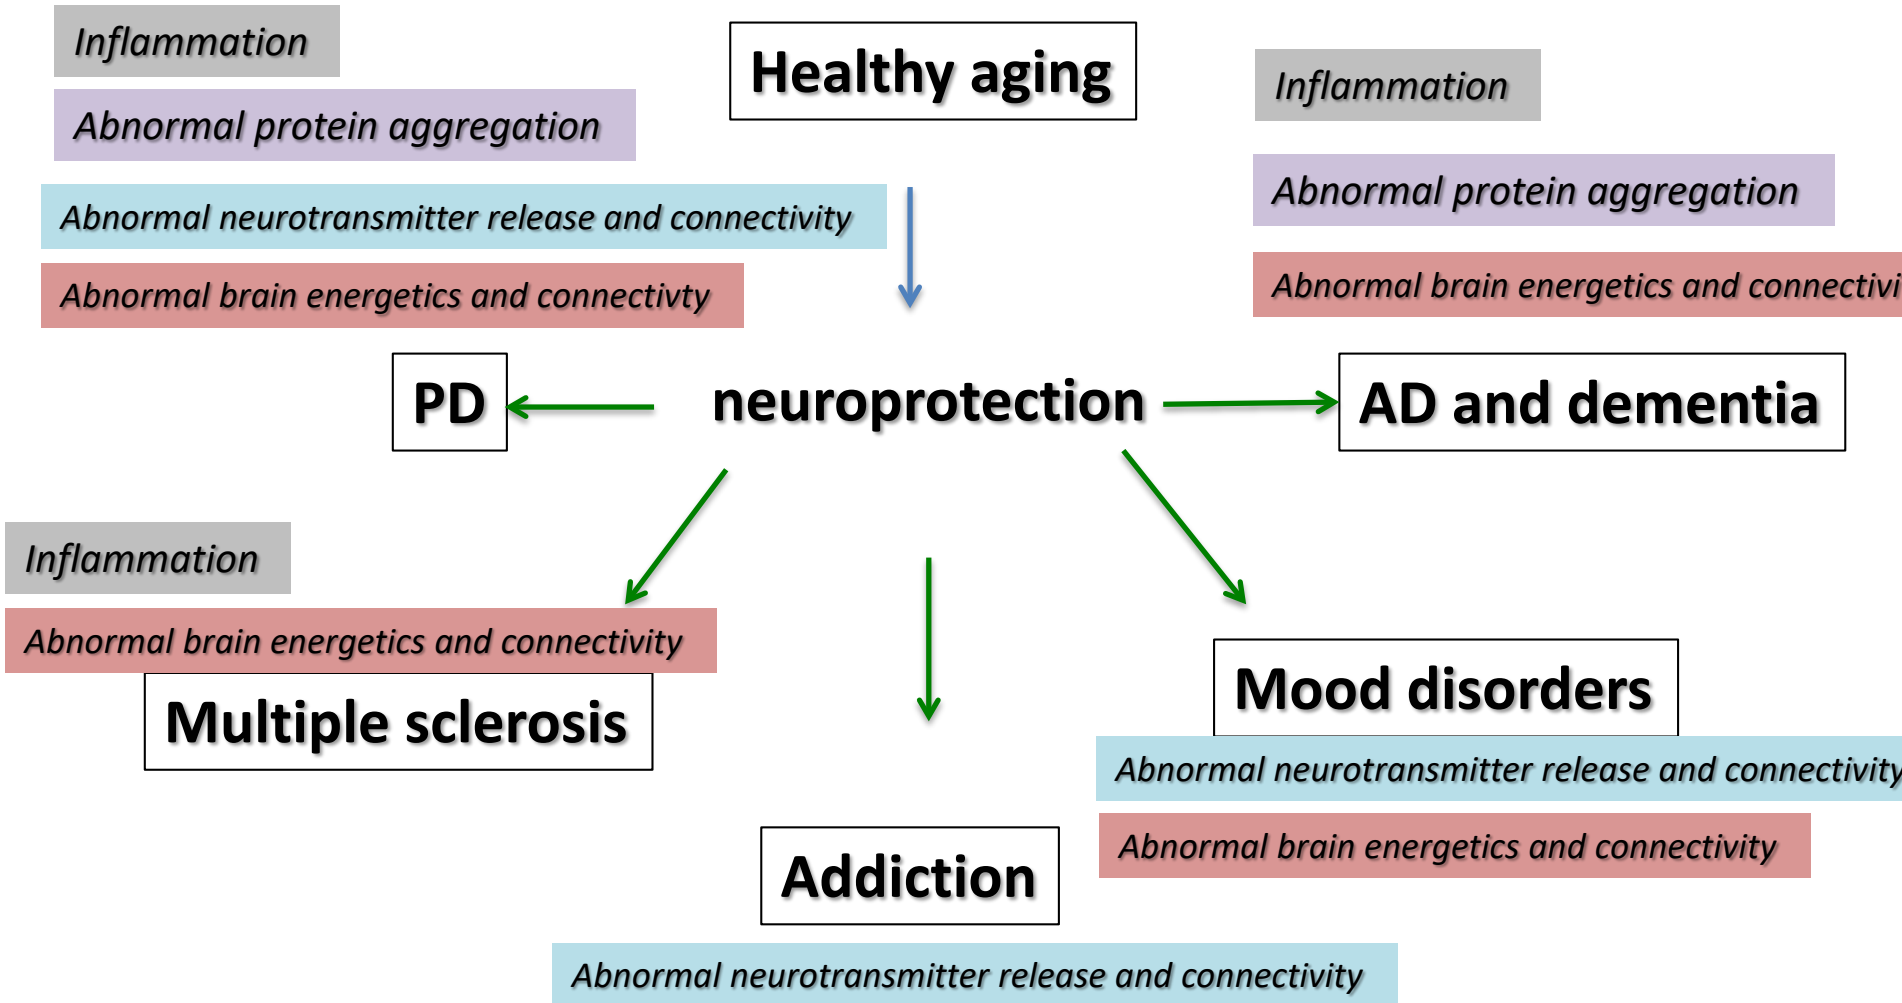 Inflammation
Healthy aging
Inflammation
Abnormal protein aggregation
Abnormal protein aggregation
Abnormal neurotransmitter release and connectivity
Abnormal brain energetics and connectivty
Abnormal brain energetics and connectivi
PD
neuroprotection
AD and dementia
Inflammation
Abnormal brain energetics and connectivity
Multiple sclerosis
Mood disorders
Abnormal neurotransmitter release and connectivity
Abnormal brain energetics and connectivity
Addiction
Abnormal neurotransmitter release and connectivity